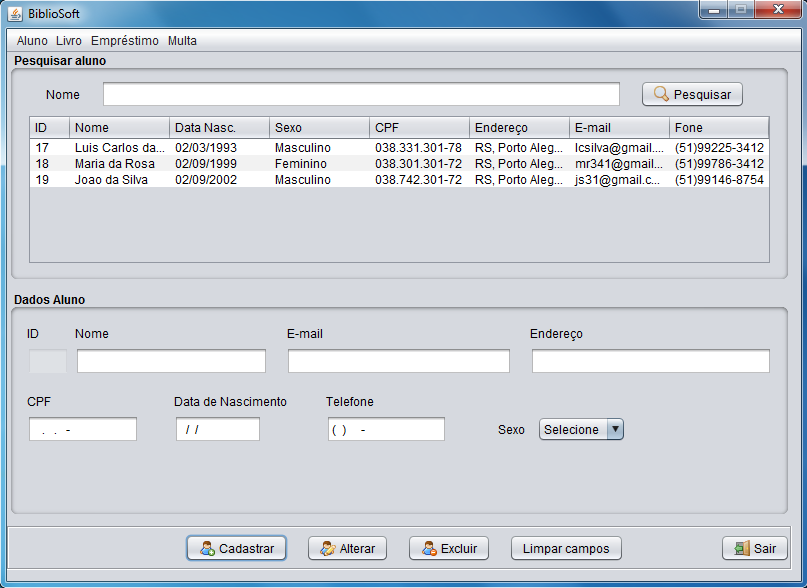 BiblioSoft
Aluno Livro Empréstimo Multa
Pesquisar aluno
Nome Pesquisar
ID Nome Data Nasc. Sexo CPF Endereço E-mail Fone
17 Luis Carlos da... 02/03/1993 Masculino 038.331.301-78 RS, Porto Aleg... lcsilva@gmail.... (51)99225-3412
18 Maria da Rosa 02/09/1999 Feminino 038.301.301-72 RS, Porto Aleg... mr341@gmail... (51)99786-3412
19 Joao da Silva 02/09/2002 Masculino 038.742.301-72 RS, Porto Aleg... js31@gmail.c... (51)99146-8754
Dados Aluno
ID Nome E-mail Endereço
CPF Data de Nascimento Telefone
. . - / / ( ) - Sexo Selecione
Cadastrar Alterar Excluir Limpar campos Sair